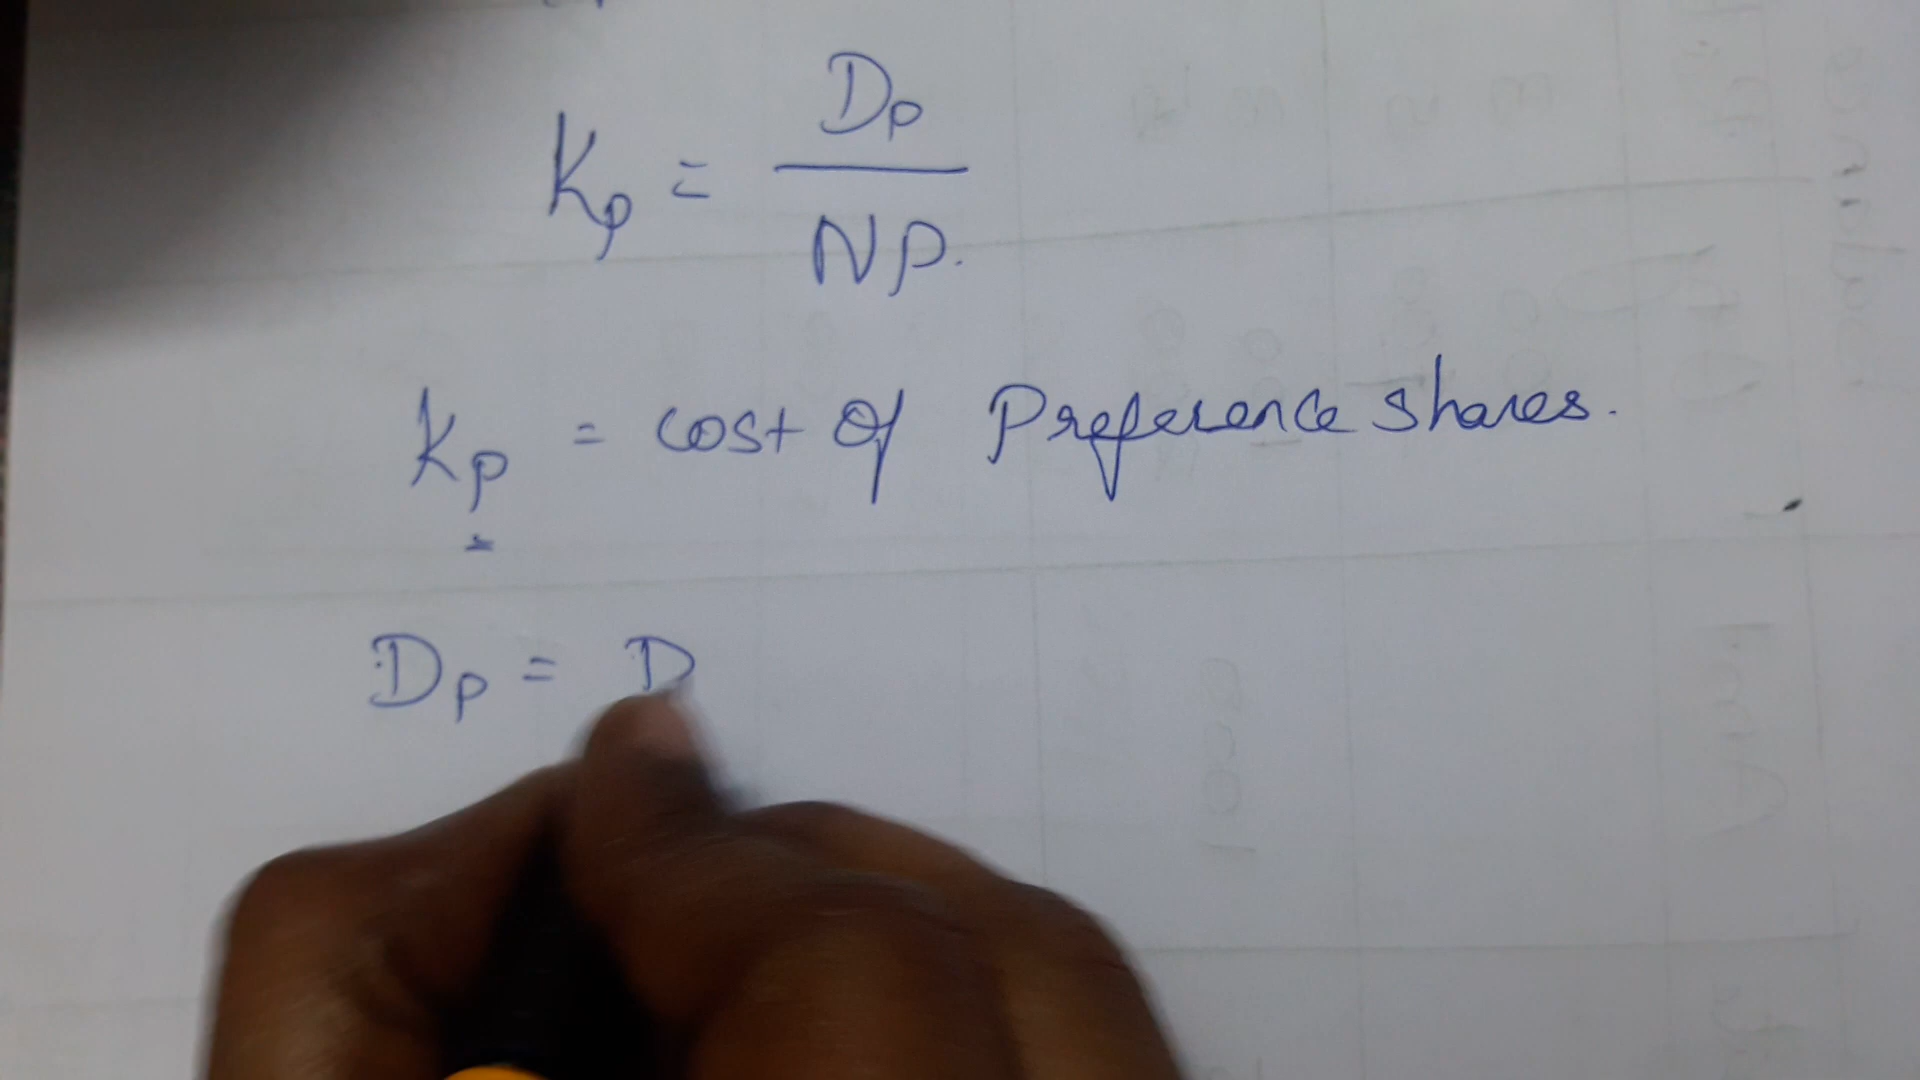 Kp = Dp / NP.
Kp = cost of Preference shares.
Dp = D